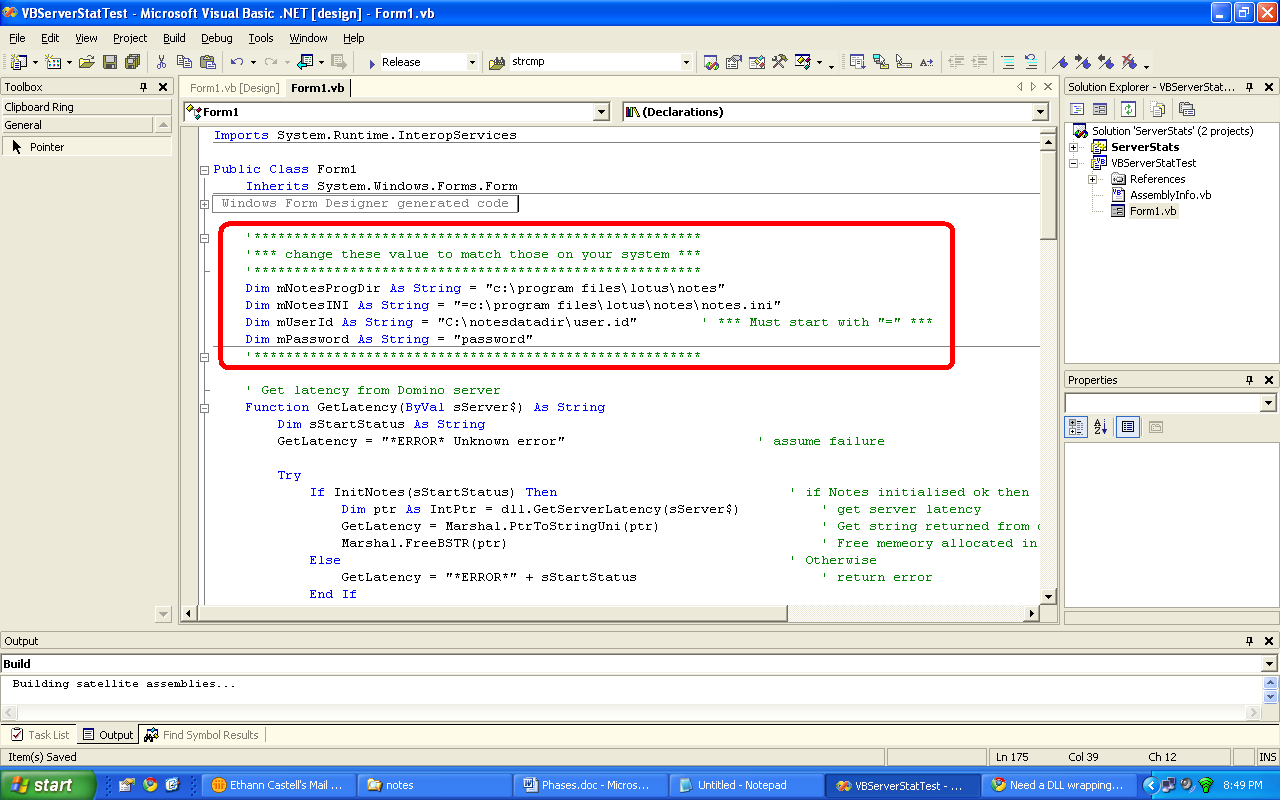 VBServerStatTest - Microsoft Visual Basic .NET [design] - Form1.vb
File Edit View Project Build Debug Tools Window Help
Release strcmp
Toolbox
Clipboard Ring
General
Pointer
Form1.vb [Design] Form1.vb
Form1 (Declarations)
Imports System.Runtime.InteropServices
Public Class Form1
Inherits System.Windows.Forms.Form
Windows Form Designer generated code
'*********************************************************
'*** change these value to match those on your system ***
'*********************************************************
Dim mNotesProgDir As String = "c:\program files\lotus\notes"
Dim mNotesINI As String = "=c:\program files\lotus\notes\notes.ini"
Dim mUserId As String = "C:\notesdatadir\user.id" ' *** Must start with "=" ***
Dim mPassword As String = "password"
'*********************************************************
' Get latency from Domino server
Function GetLatency(ByVal sServer$) As String
Dim sStartStatus As String
GetLatency = "*ERROR* Unknown error" ' assume failure
Try
If InitNotes(sStartStatus) Then ' if Notes initialised ok then
Dim ptr As IntPtr = dll.GetServerLatency(sServer$) ' get server latency
GetLatency = Marshal.PtrToStringUni(ptr) ' Get string returned from
Marshal.FreeBSTR(ptr) ' Free memeory allocated in
Else ' Otherwise
GetLatency = "*ERROR*" + sStartStatus ' return error
End If
Solution Explorer - VBServerStat...
Solution 'ServerStats' (2 projects)
ServerStats
VBServerStatTest
References
AssemblyInfo.vb
Form1.vb
Properties
Output
Build
Building satellite assemblies...
Task List Output Find Symbol Results
Item(s) Saved Ln 175 Col 39 Ch 12 INS
start Ethann Castell's Mail ... notes Phases.doc - Micros... Untitled - Notepad VBServerStatTest - ... Need a DLL wrapping... 8:49 PM